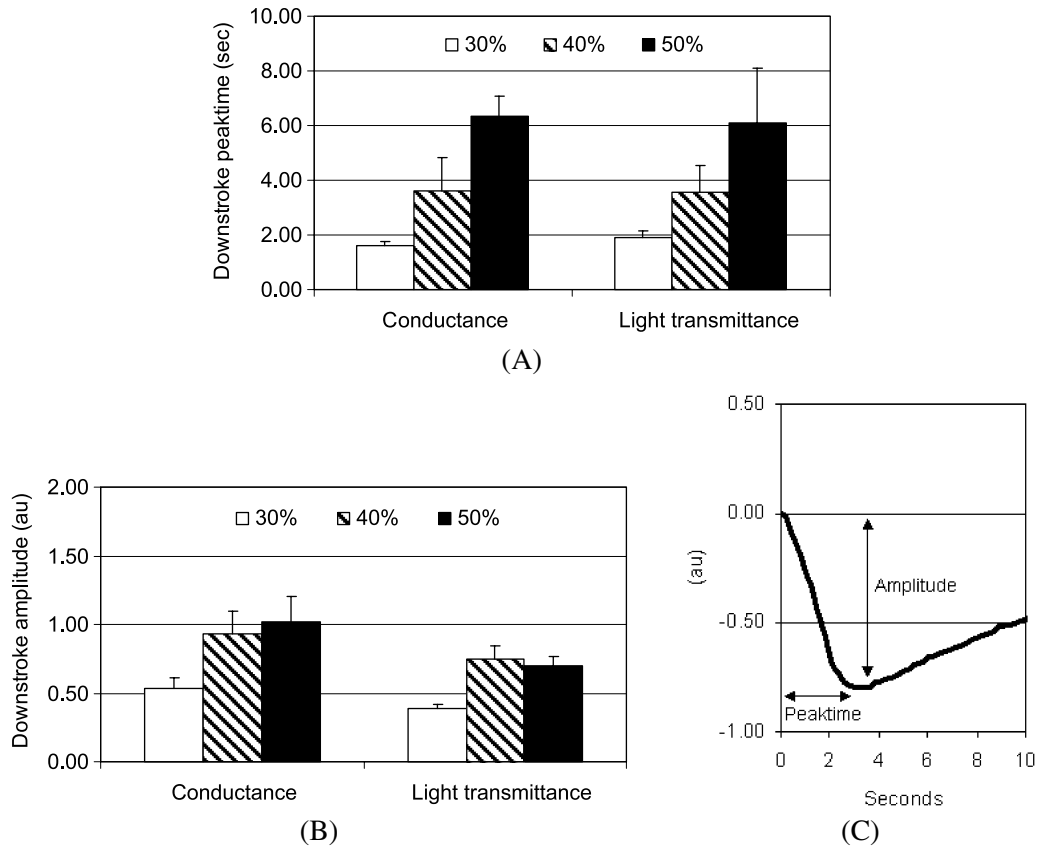 Downstroke peaktime (sec)
10.00
8.00
6.00
4.00
2.00
0.00
30% 40% 50%
Conductance Light transmittance
(A)
Downstroke amplitude (au)
2.00
1.50
1.00
0.50
0.00
30% 40% 50%
Conductance Light transmittance
(B)
(au)
0.50
0.00
-0.50
-1.00
Amplitude
Peaktime
0 2 4 6 8 10
Seconds
(C)